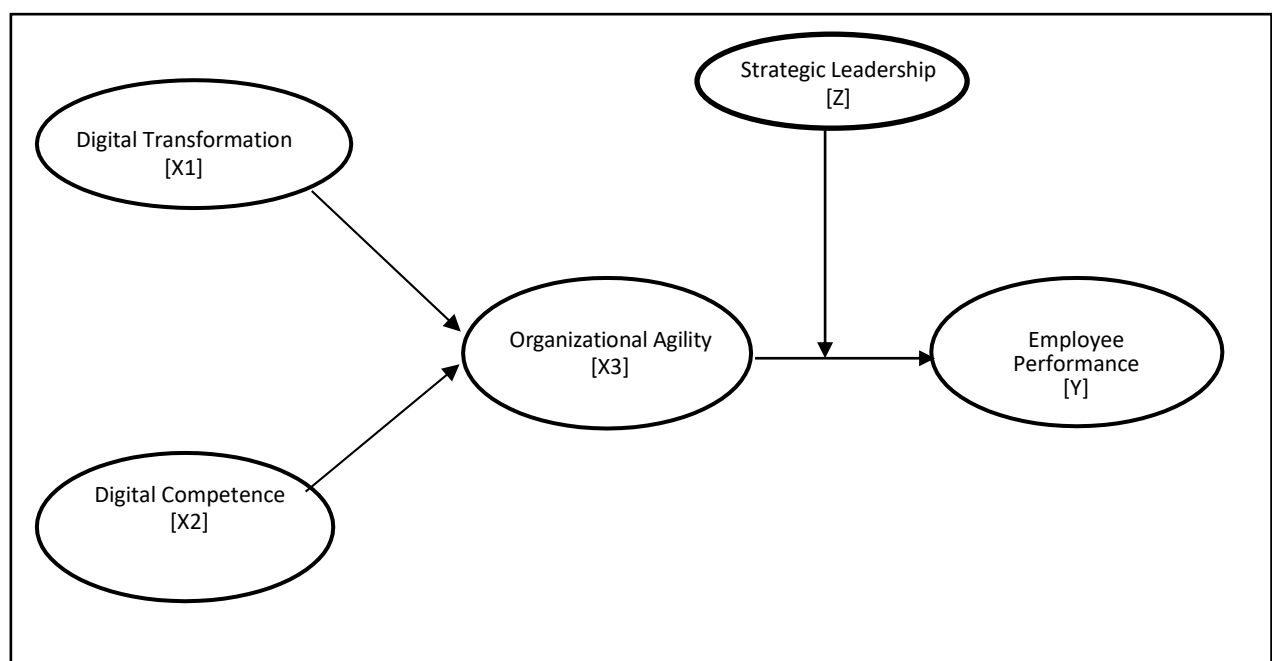 Strategic Leadership
[Z]
Digital Transformation
[X1]
Organizational Agility
[X3]
Employee
Performance
[Y]
Digital Competence
[X2]